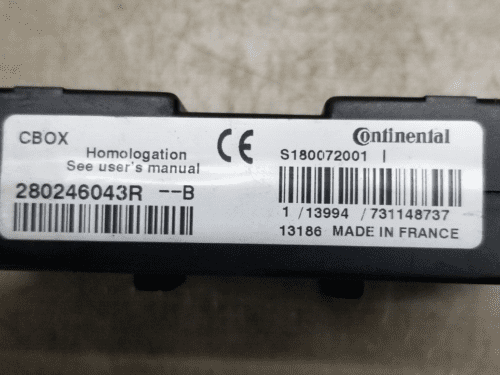 CBOX
Homologation
See user's manual
280246043R --B
CE
Continental
S180072001 I
1 / 13994 / 731148737
13186 MADE IN FRANCE